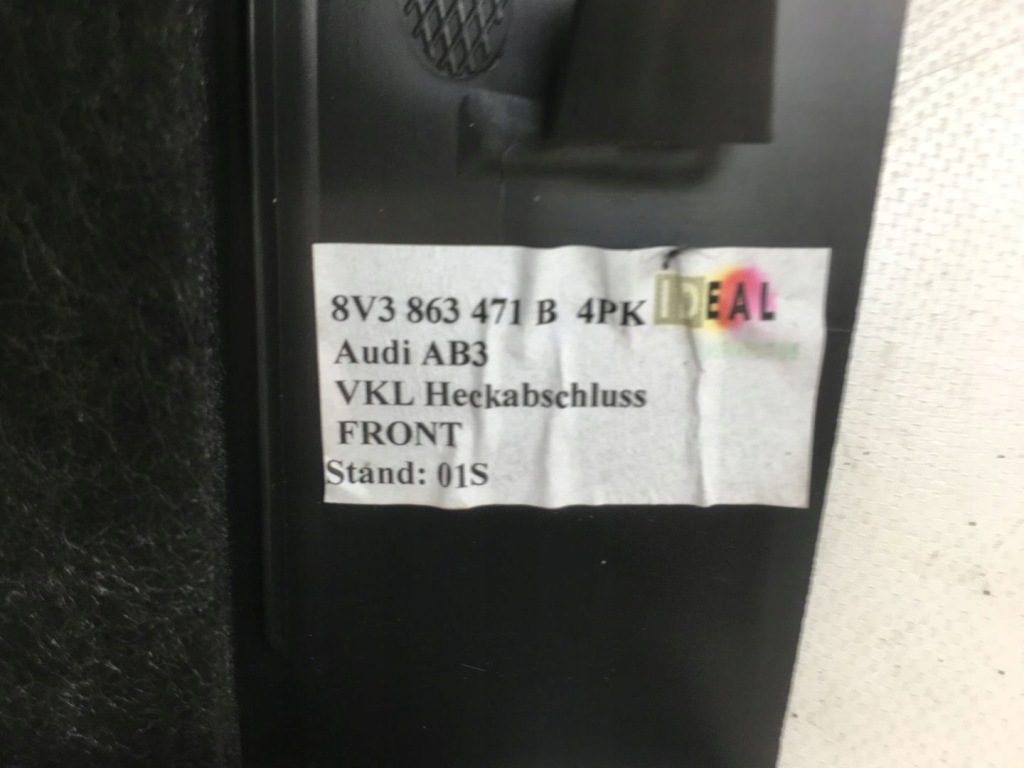 8V3 863 471 B 4PK IDEAL
Audi AB3
VKL Heckabschluss
FRONT
Stand: 01S